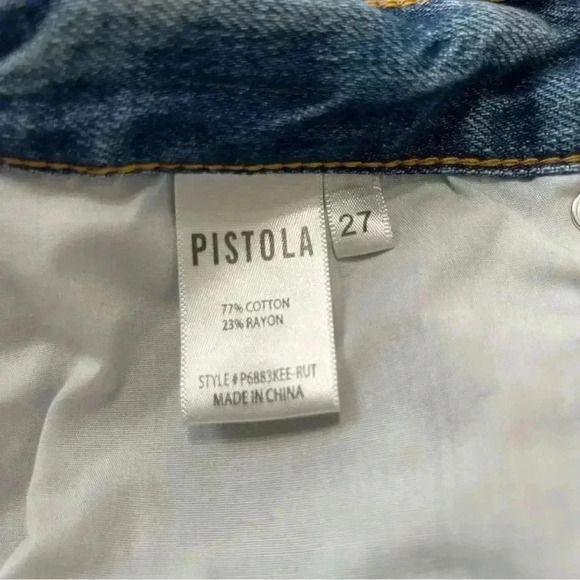 PISTOLA
27
77% COTTON
23% RAYON
STYLE # P6883KEE-RUT
MADE IN CHINA